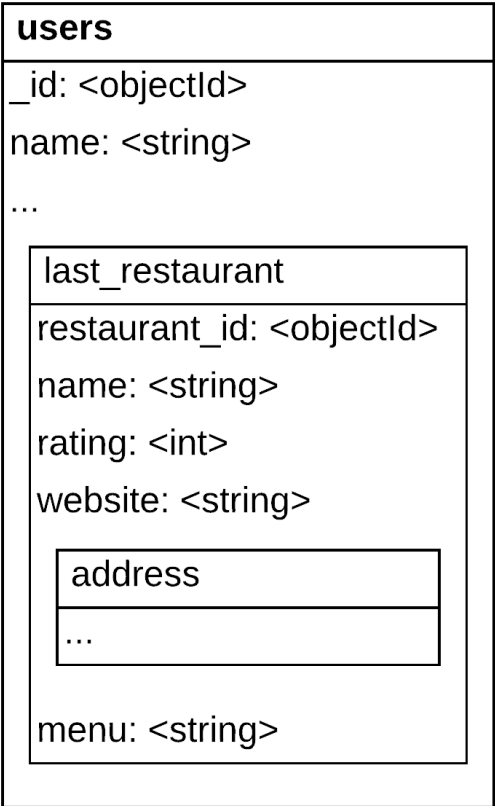 users
_id: <objectId>
name: <string>
...
last_restaurant
restaurant_id: <objectId>
name: <string>
rating: <int>
website: <string>
address
...
menu: <string>